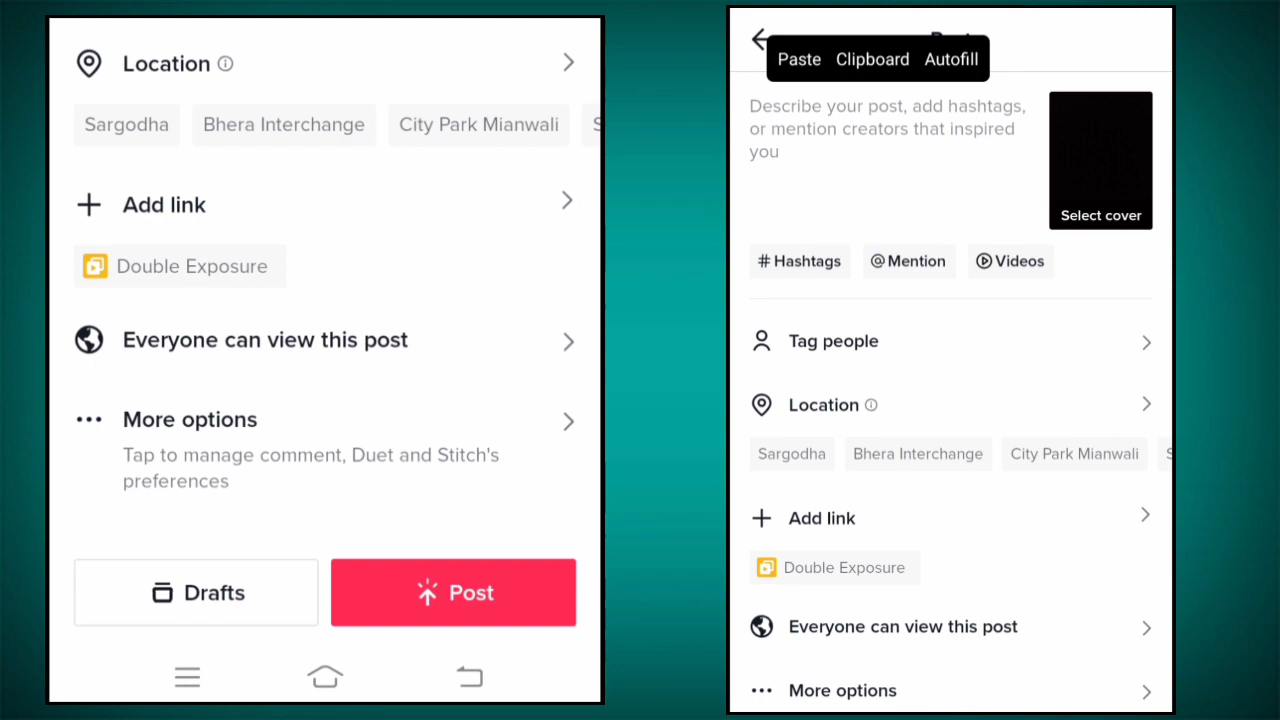 Location
Sargodha
Bhera Interchange
City Park Mianwali
Add link
Double Exposure
Everyone can view this post
More options
Tap to manage comment, Duet and Stitch's
preferences
Drafts
Post
Paste Clipboard Autofill
Describe your post, add hashtags,
or mention creators that inspired
you
Select cover
# Hashtags
@ Mention
Videos
Tag people
Location
Sargodha
Bhera Interchange
City Park Mianwali
Add link
Double Exposure
Everyone can view this post
More options